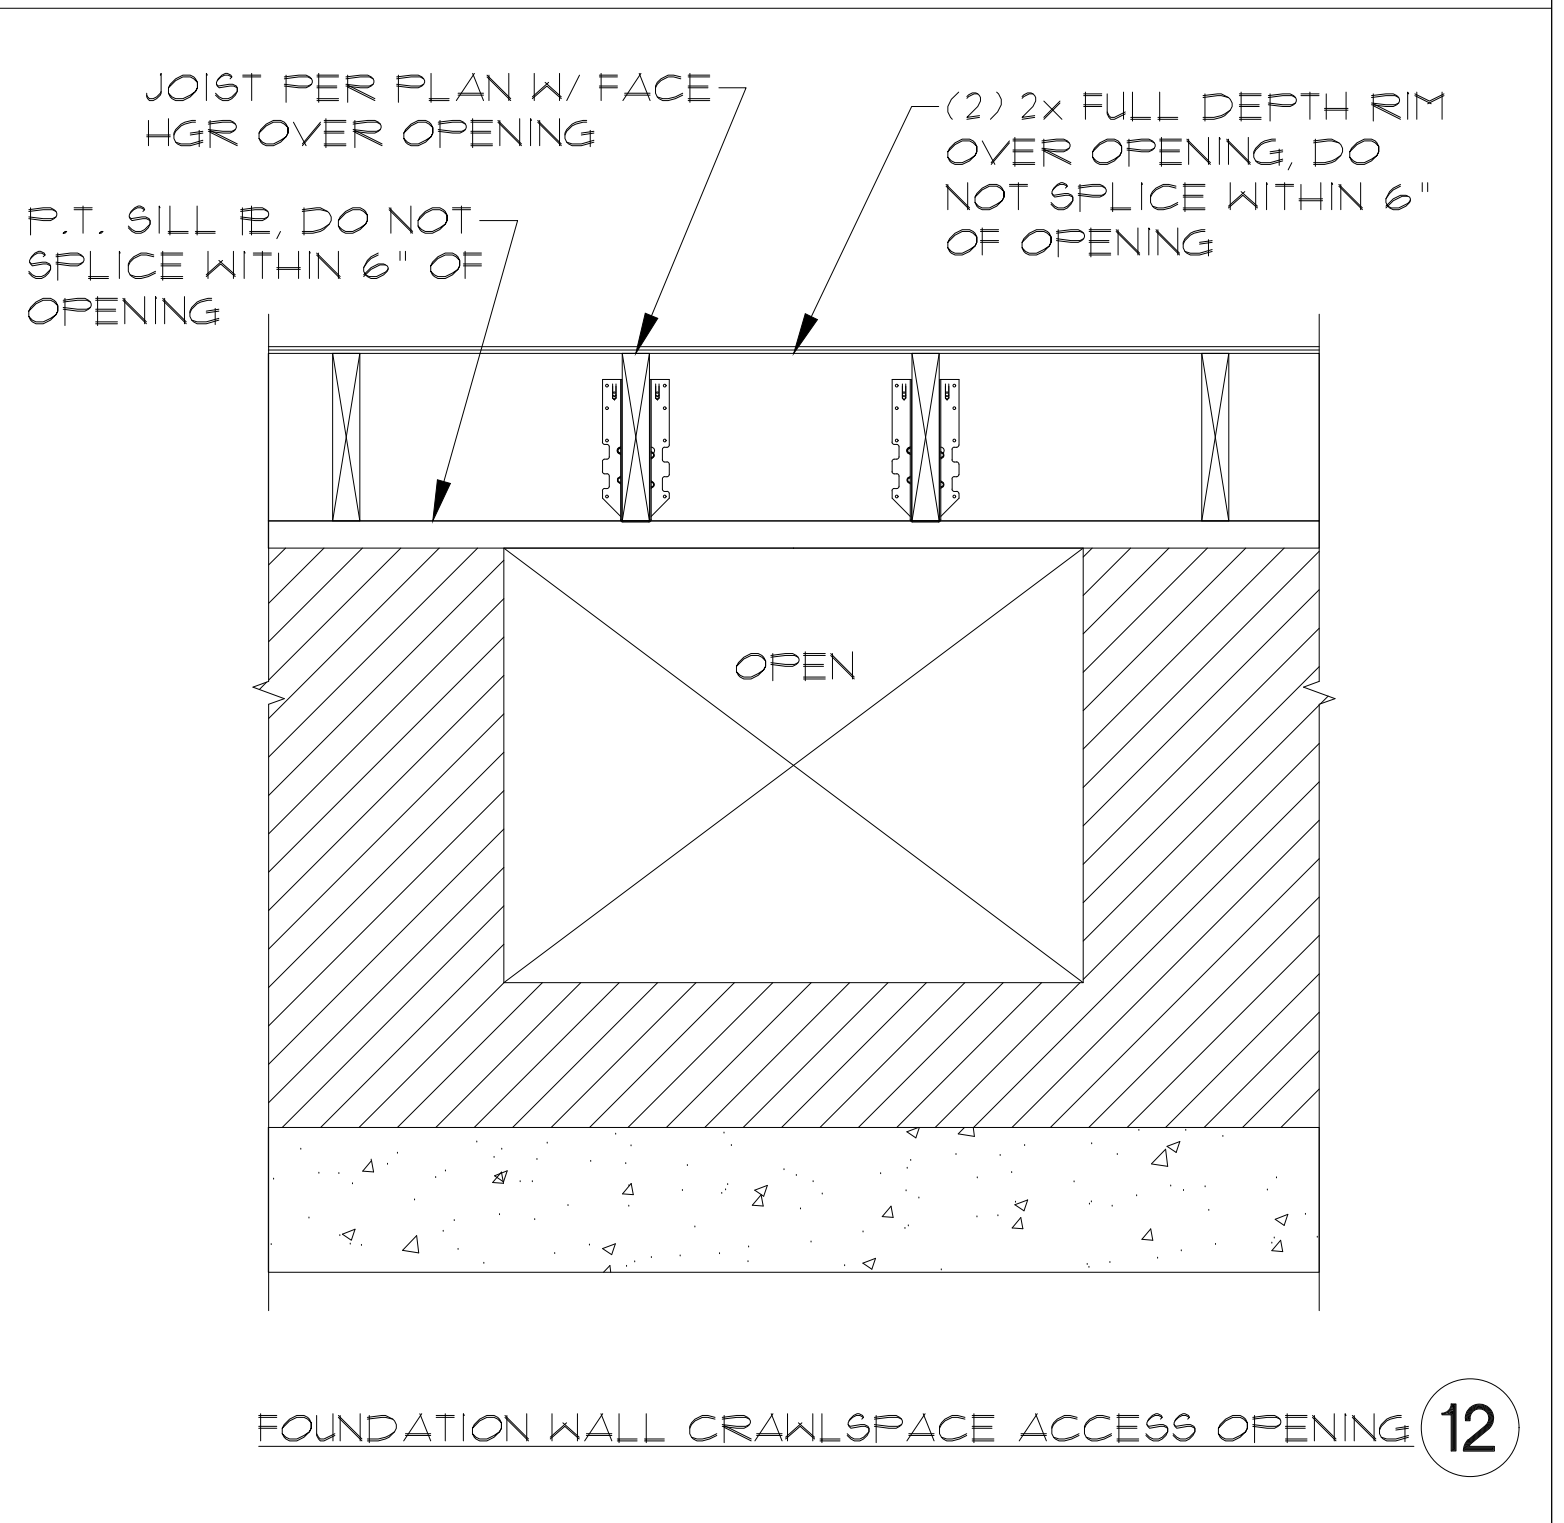 JOIST PER PLAN W/ FACE
HGR OVER OPENING
(2) 2x FULL DEPTH RIM
OVER OPENING, DO
NOT SPLICE WITHIN 6"
OF OPENING
P.T. SILL ⅊, DO NOT
SPLICE WITHIN 6" OF
OPENING
OPEN
FOUNDATION WALL CRAWLSPACE ACCESS OPENING
12